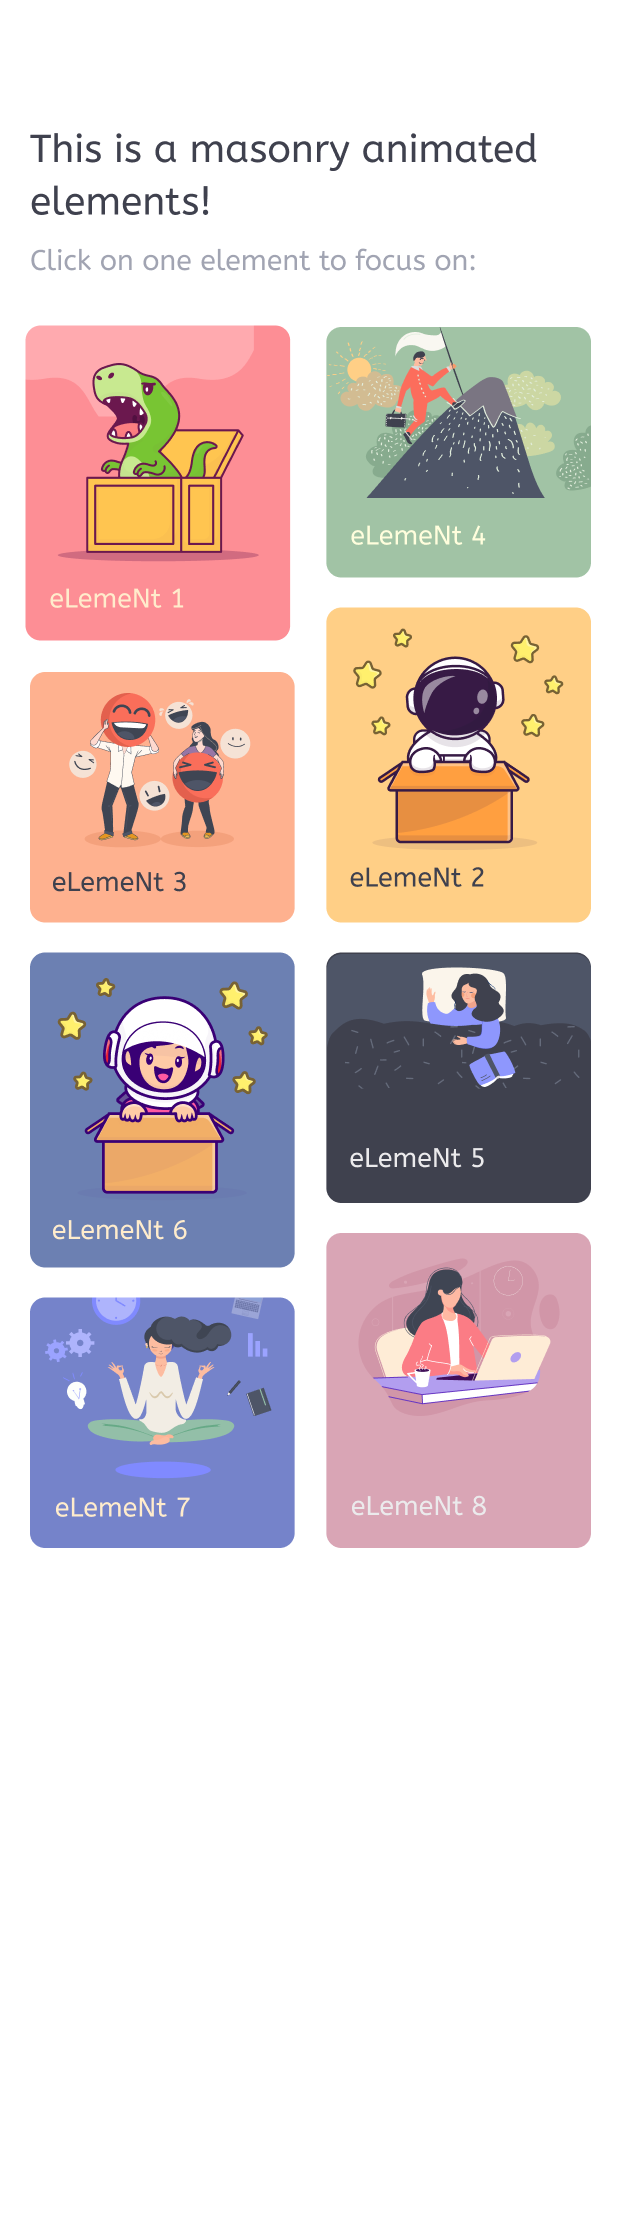 This is a masonry animated
elements!
Click on one element to focus on:
eLemeNt 1
eLemeNt 4
eLemeNt 3
eLemeNt 2
eLemeNt 6
eLemeNt 5
eLemeNt 7
eLemeNt 8